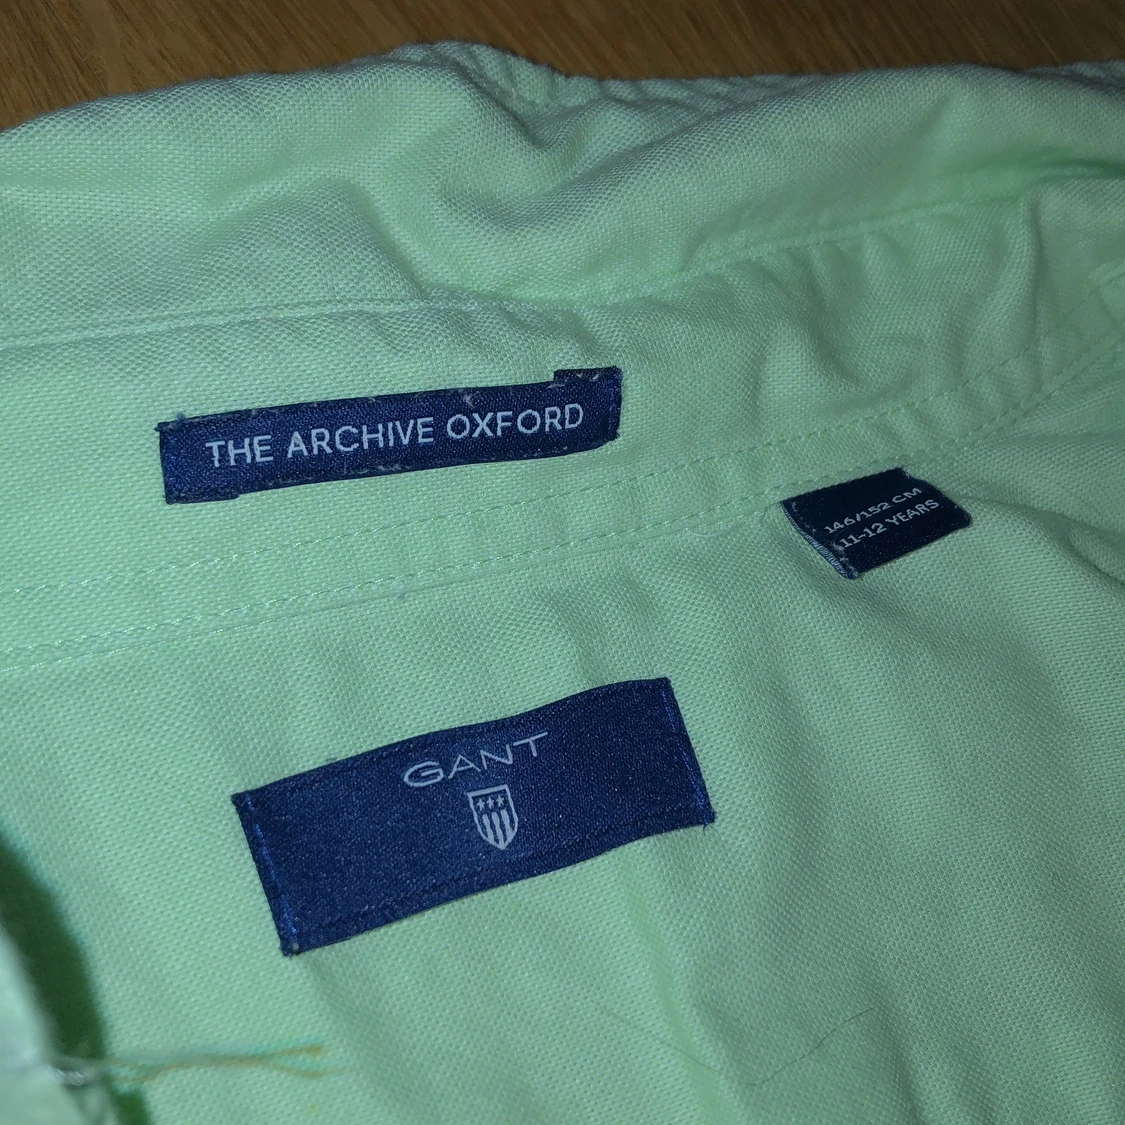 THE ARCHIVE OXFORD
146/152 CM
11-12 YEARS
GANT